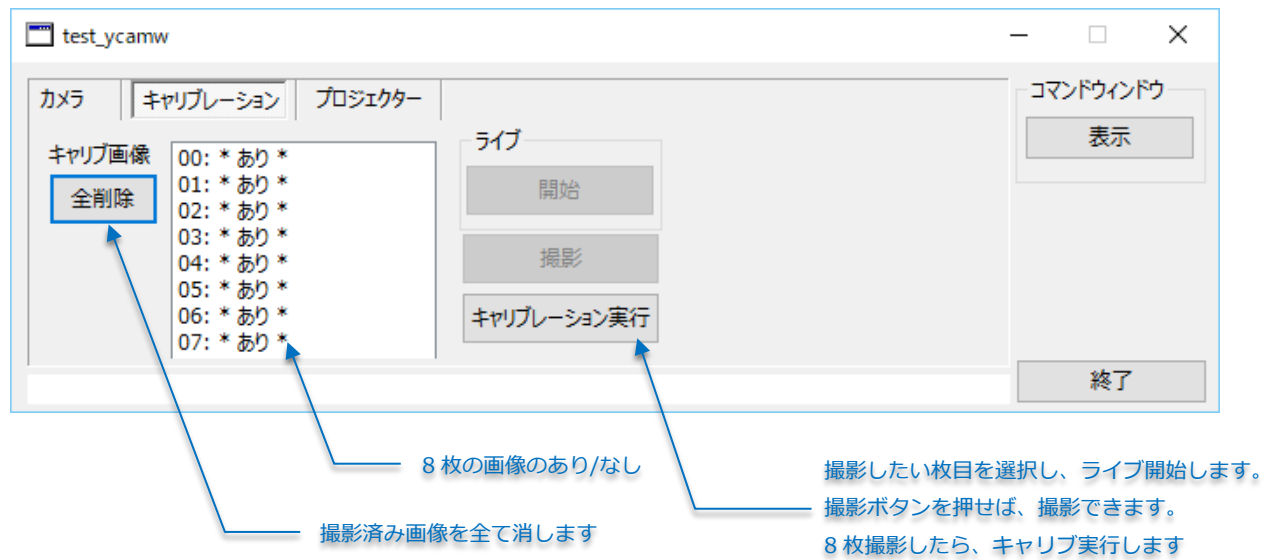 test_ycamw
カメラ
キャリブレーション
プロジェクター
コマンドウィンドウ
表示
キャリブ画像
全削除
00: * あり *
01: * あり *
02: * あり *
03: * あり *
04: * あり *
05: * あり *
06: * あり *
07: * あり *
ライブ
開始
撮影
キャリブレーション実行
終了
8 枚の画像のあり/なし
撮影済み画像を全て消します
撮影したい枚目を選択し、ライブ開始します。
撮影ボタンを押せば、撮影できます。
8 枚撮影したら、キャリブ実行します